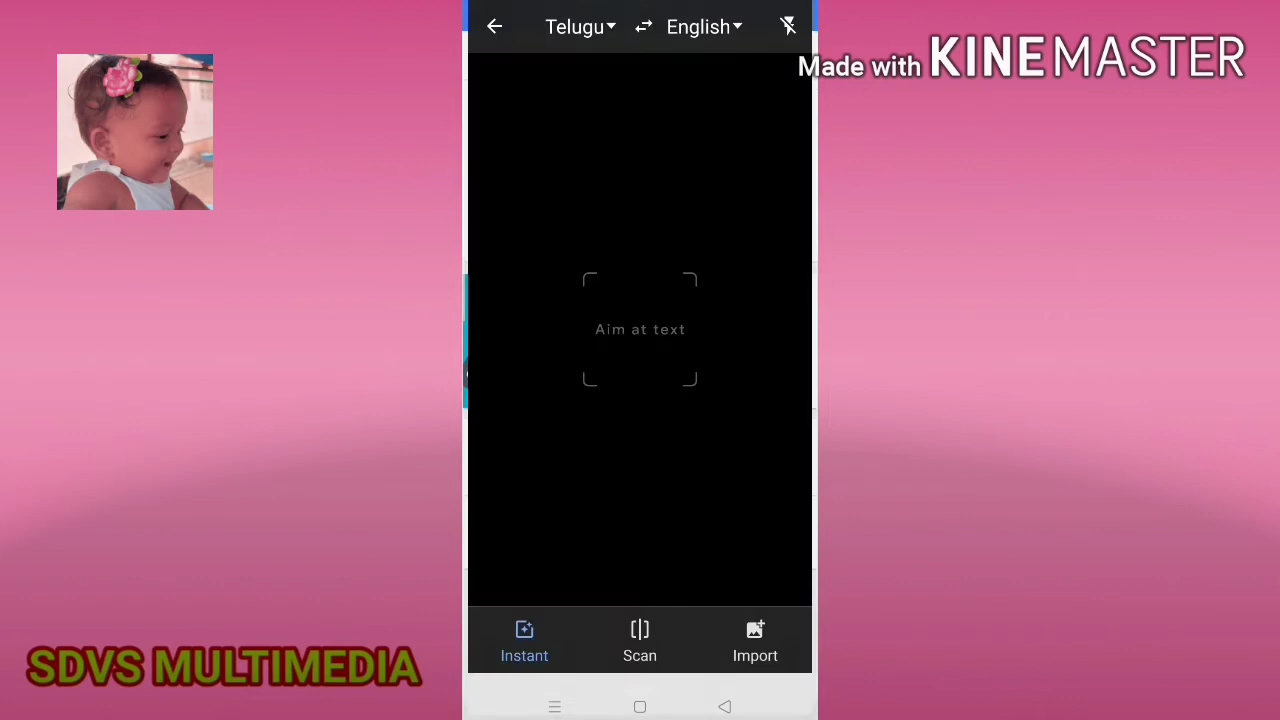 Telugu English
Made with KINEMASTER
Aim at text
Instant Scan Import
SDVS MULTIMEDIA